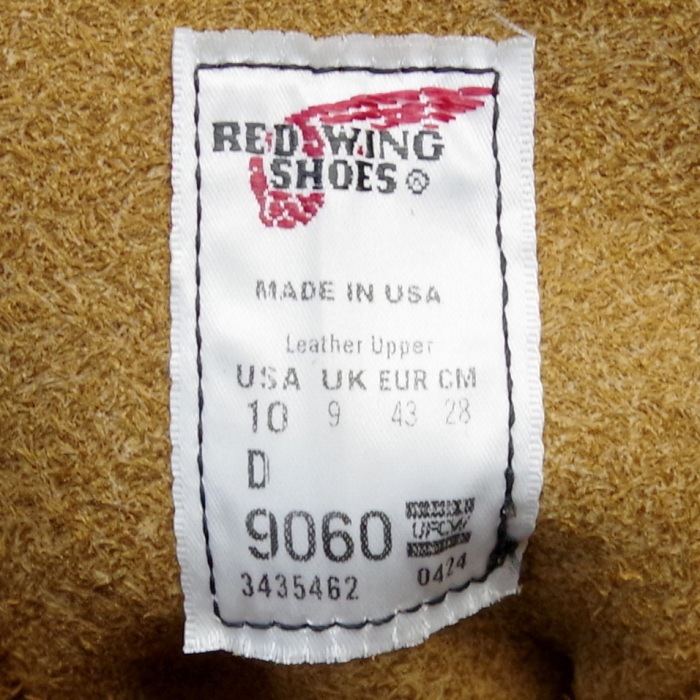 RED WING
SHOES ®
MADE IN USA
Leather Upper
USA UK EUR CM
10 9 43 28
D
9060 UFCW
3435462 0424